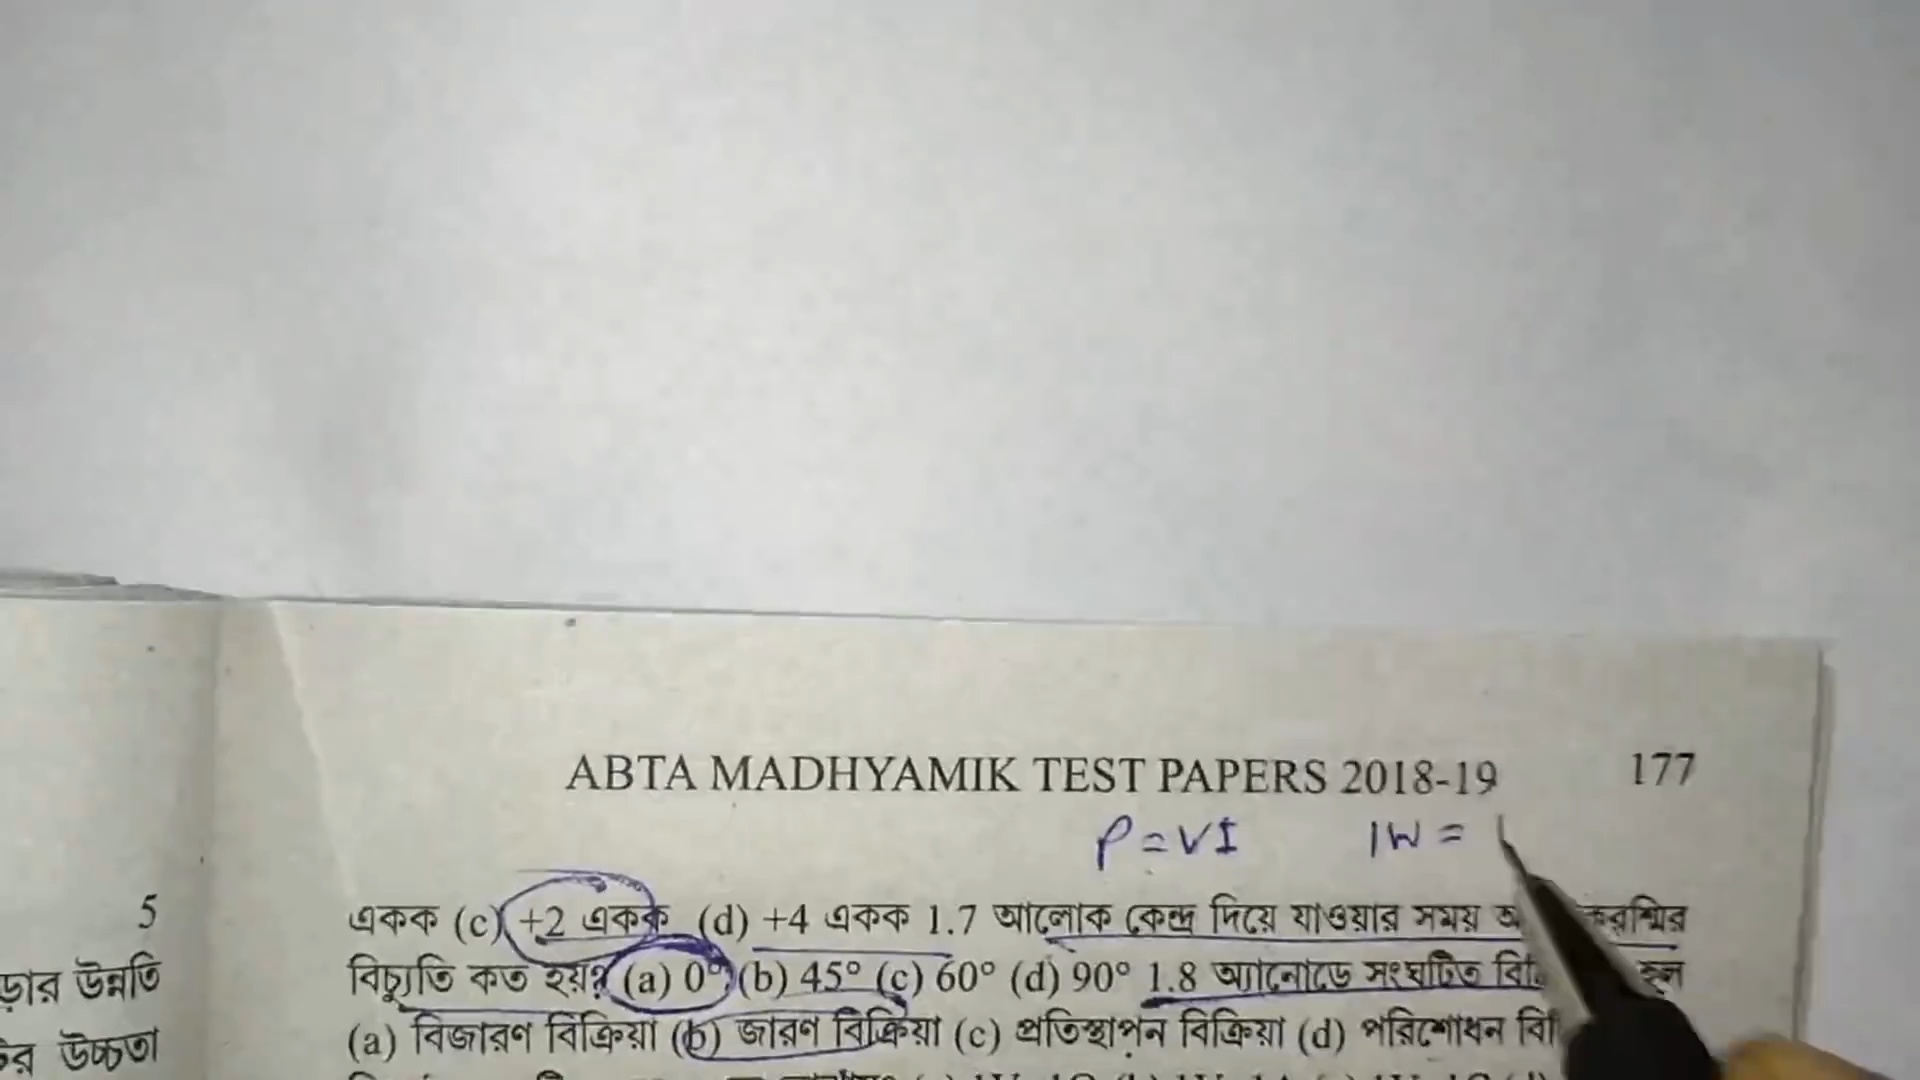 ABTA MADHYAMIK TEST PAPERS 2018-19 177
P = VI 1W =
5
একক (c) +2 একক (d) +4 একক 1.7 আলোক কেন্দ্র দিয়ে যাওয়ার সময়
ড়ার উন্নতি
বিচ্যুতি কত হয়? (a) 0° (b) 45° (c) 60° (d) 90° 1.8 অ্যানোডে সংঘটিত
উচ্চতা
(a) বিজারণ বিক্রিয়া (b) জারণ বিক্রিয়া (c) প্রতিস্থাপন বিক্রিয়া (d) পরিশোধন